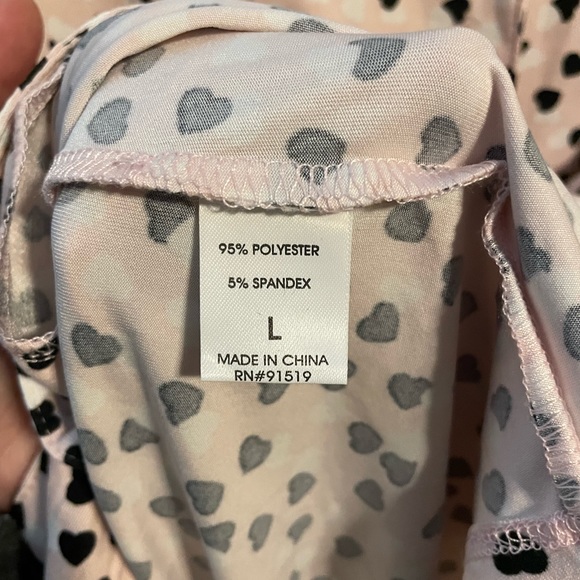 95% POLYESTER
5% SPANDEX
L
MADE IN CHINA
RN#91519